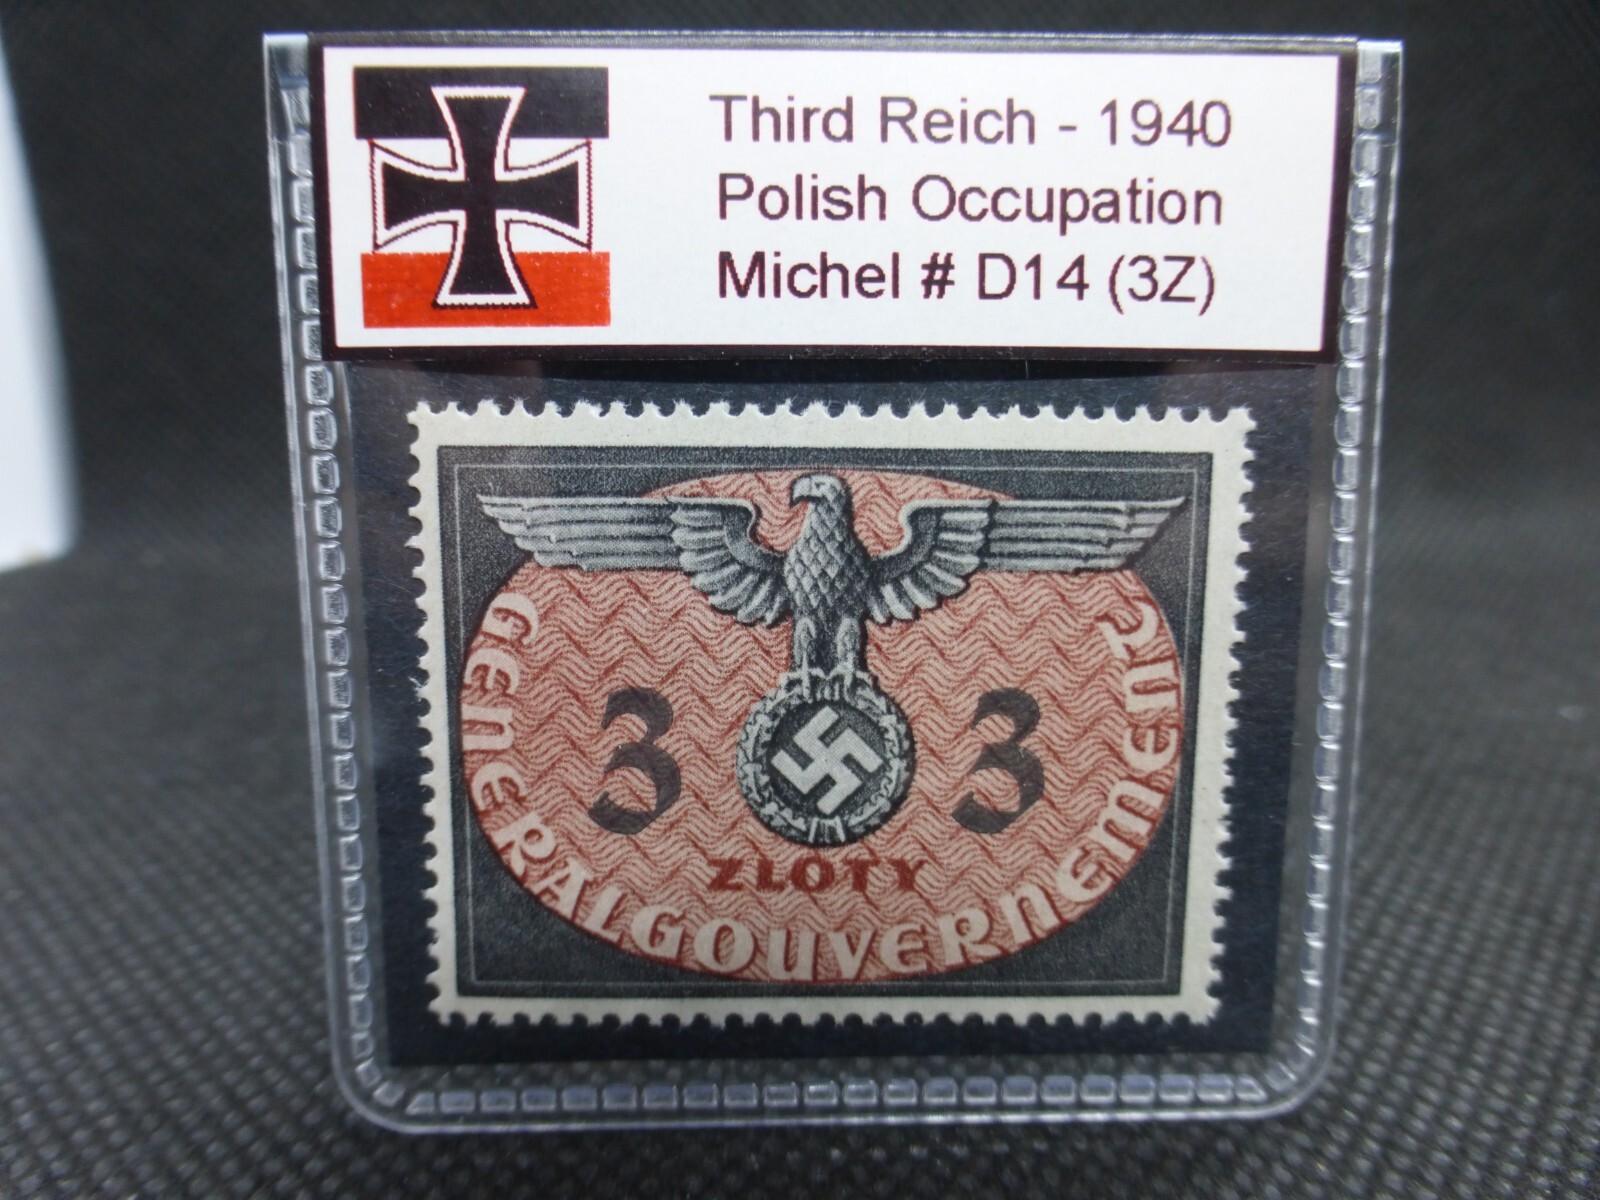 Third Reich - 1940
Polish Occupation
Michel # D14 (3Z)
3 3
ZLOTY
GENERALGOUVERNEMENT